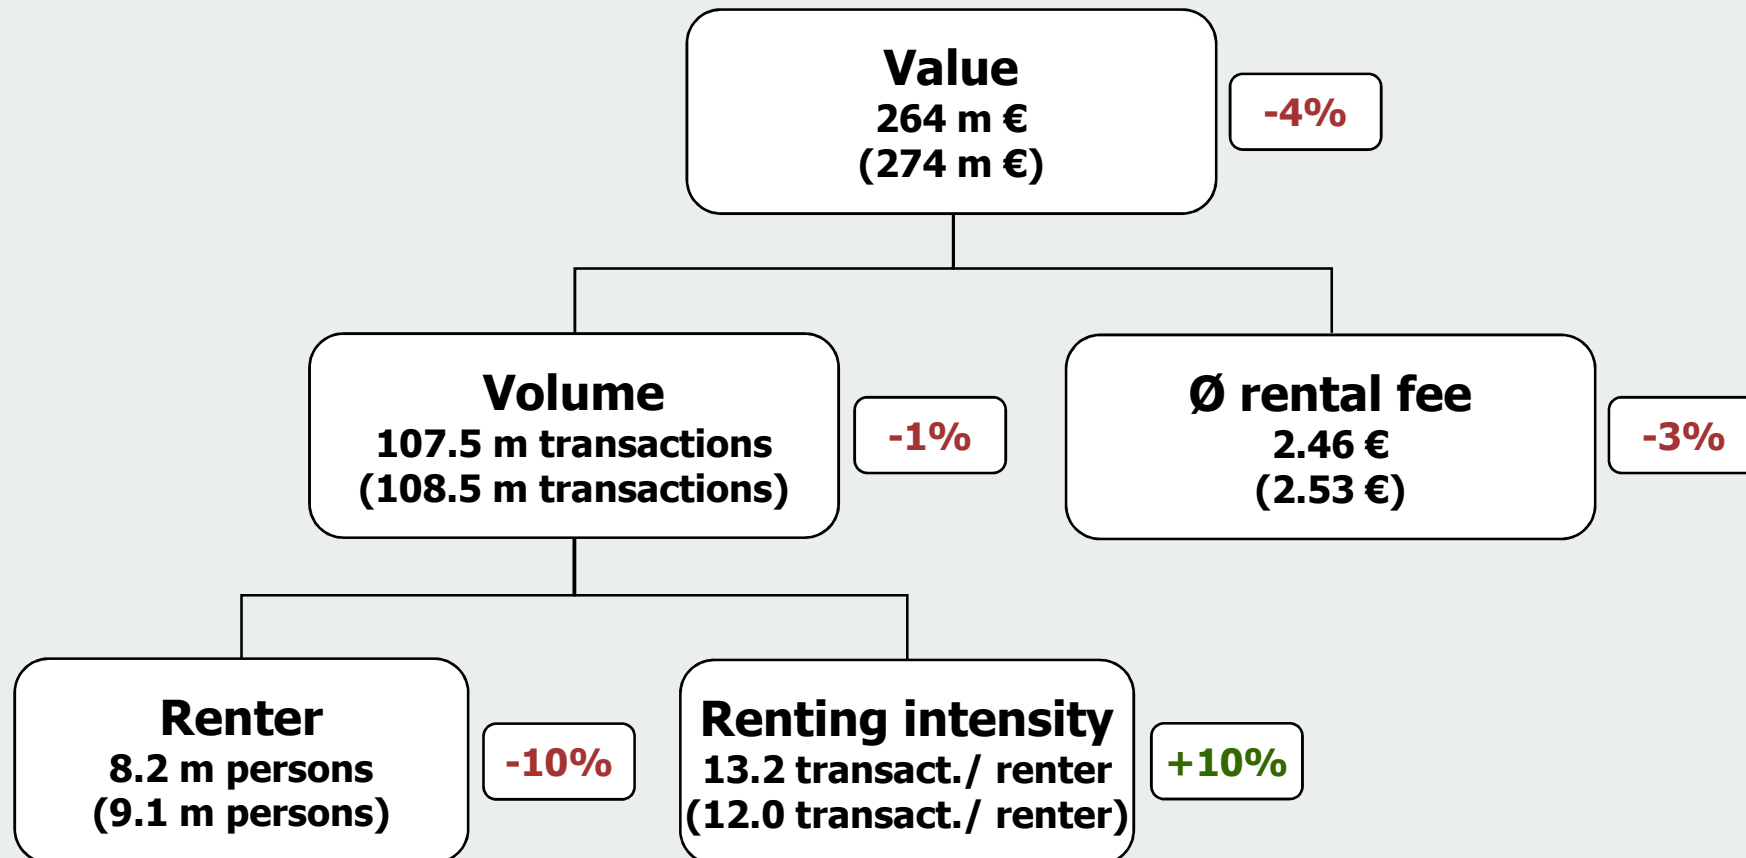 Value
264 m €
(274 m €)
-4%
Volume
107.5 m transactions
(108.5 m transactions)
-1%
Ø rental fee
2.46 €
(2.53 €)
-3%
Renter
8.2 m persons
(9.1 m persons)
-10%
Renting intensity
13.2 transact./ renter
(12.0 transact./ renter)
+10%